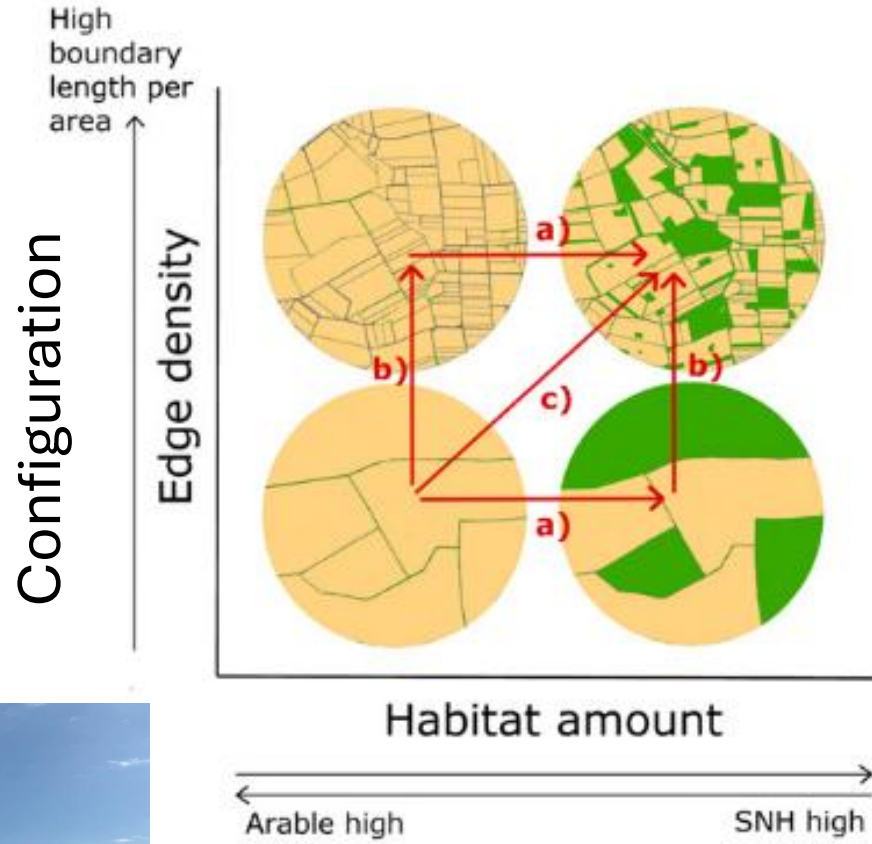 High
boundary
length per
area
Configuration
Edge density
a)
b)
b)
c)
a)
Habitat amount
Arable high
SNH high